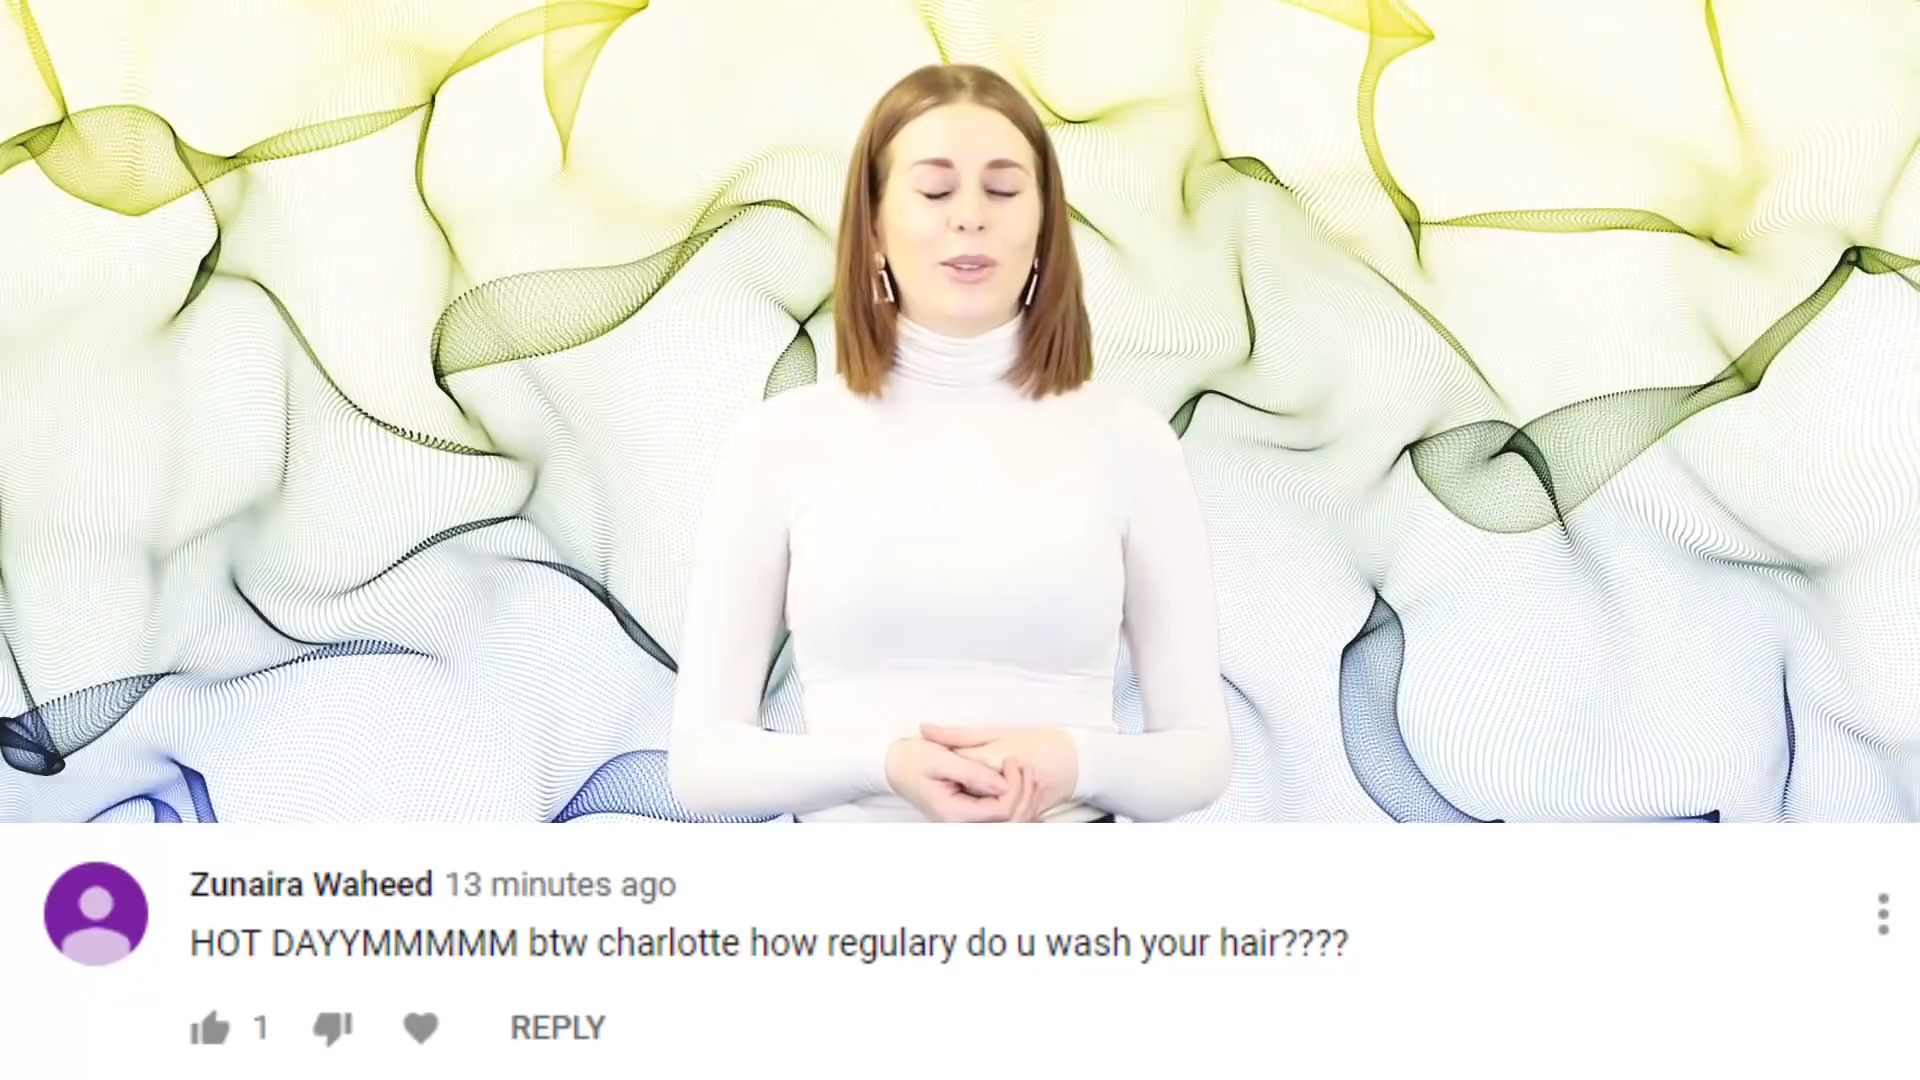 Zunaira Waheed 13 minutes ago
HOT DAYYMMMMM btw charlotte how regulary do u wash your hair????
1 REPLY